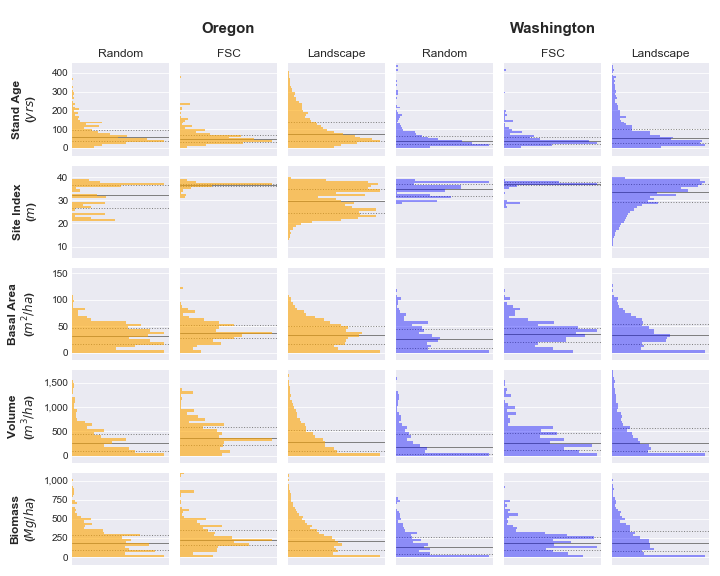 Oregon Washington
Random FSC Landscape Random FSC Landscape
Stand Age
(yrs)
400
300
200
100
0
Site Index
(m)
40
30
20
10
Basal Area
(m²/ha)
150
100
50
0
Volume
(m³/ha)
1,500
1,000
500
0
Biomass
(Mg/ha)
1,000
750
500
250
0